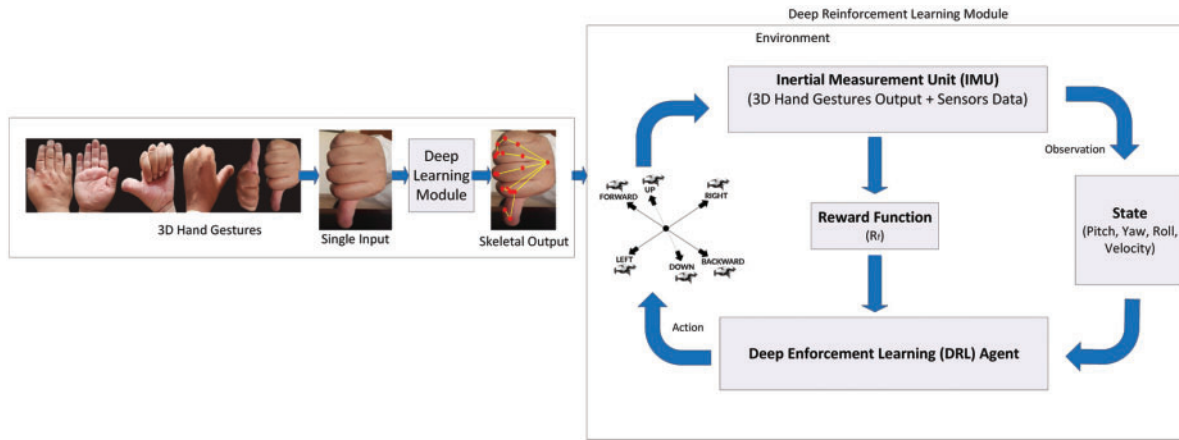 Deep Reinforcement Learning Module
Environment
Inertial Measurement Unit (IMU)
(3D Hand Gestures Output + Sensors Data)
Observation
Deep
Learning
Module
3D Hand Gestures
Single Input
Skeletal Output
FORWARD
UP
RIGHT
LEFT
DOWN
BACKWARD
Reward Function
(Rf)
State
(Pitch, Yaw, Roll,
Velocity)
Action
Deep Enforcement Learning (DRL) Agent